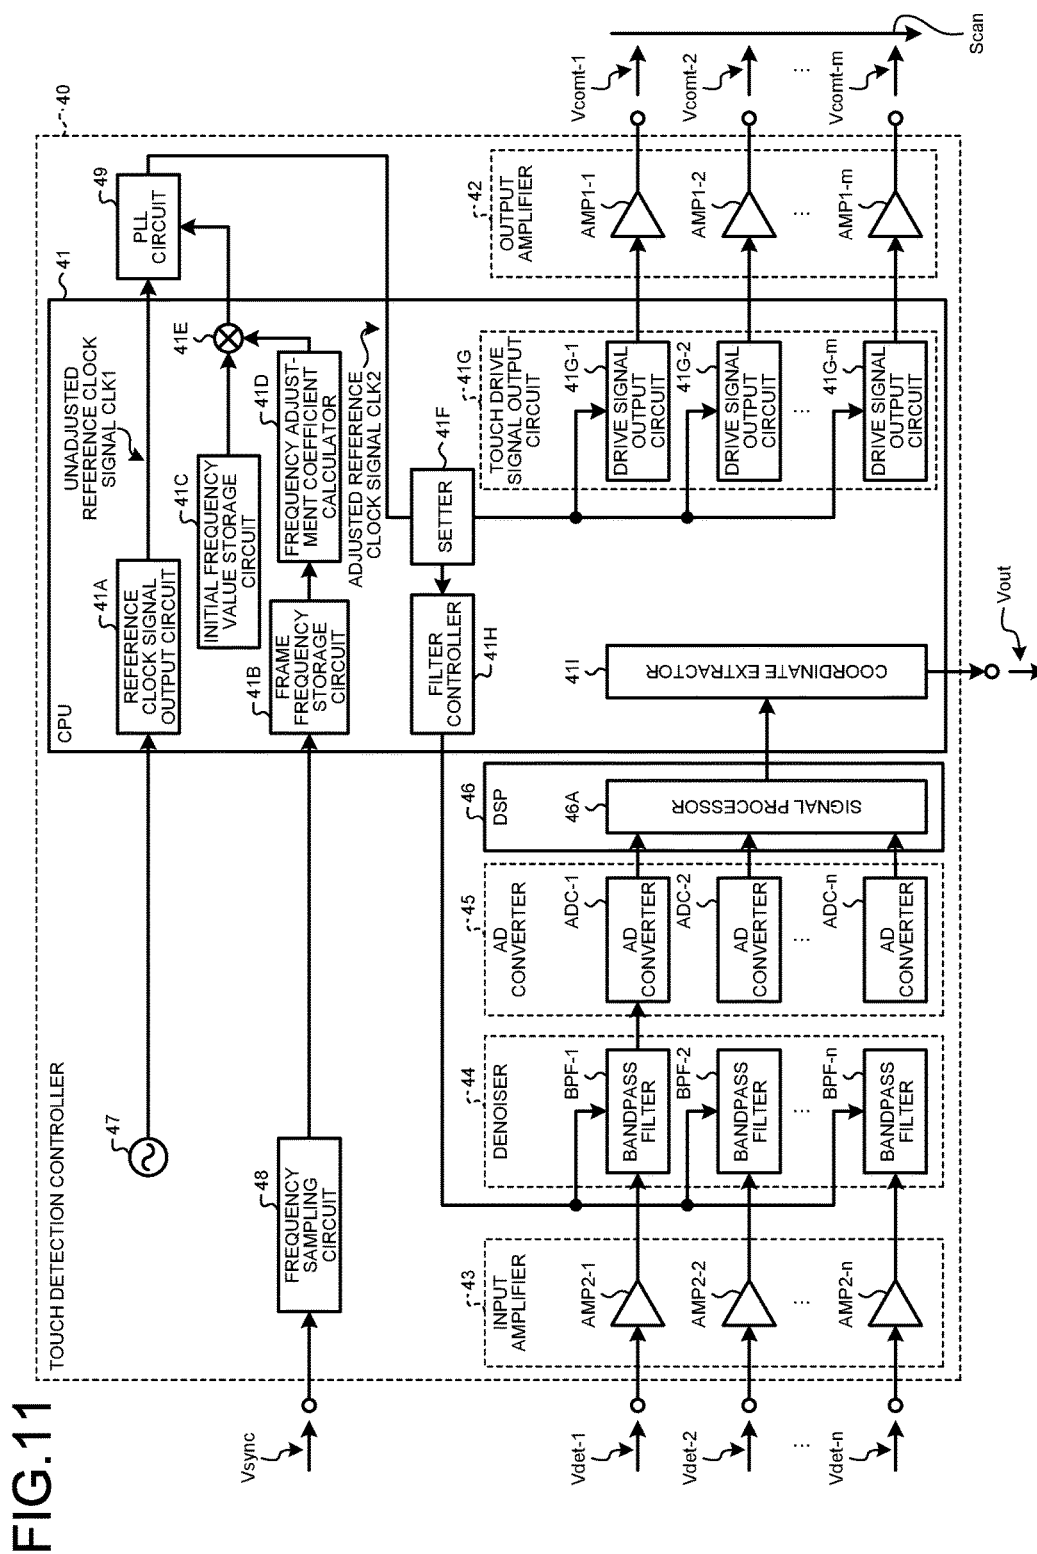 FIG.11
TOUCH DETECTION CONTROLLER
40
47
Vsync
48
FREQUENCY
SAMPLING
CIRCUIT
CPU
41
41A
REFERENCE
CLOCK SIGNAL
OUTPUT CIRCUIT
UNADJUSTED
REFERENCE CLOCK
SIGNAL CLK1
49
PLL
CIRCUIT
41C
INITIAL FREQUENCY
VALUE STORAGE
CIRCUIT
41E
41B
FRAME
FREQUENCY
STORAGE
CIRCUIT
41D
FREQUENCY ADJUST-
MENT COEFFICIENT
CALCULATOR
ADJUSTED REFERENCE
CLOCK SIGNAL CLK2
FILTER
CONTROLLER
41H
SETTER
41F
41G
TOUCH DRIVE
SIGNAL OUTPUT
CIRCUIT
41G-1
DRIVE SIGNAL
OUTPUT
CIRCUIT
41G-2
DRIVE SIGNAL
OUTPUT
CIRCUIT
...
41G-m
DRIVE SIGNAL
OUTPUT
CIRCUIT
42
OUTPUT
AMPLIFIER
AMP1-1
AMP1-2
...
AMP1-m
Vcomt-1
Vcomt-2
...
Vcomt-m
Scan
43
INPUT
AMPLIFIER
Vdet-1
AMP2-1
Vdet-2
AMP2-2
...
...
Vdet-n
AMP2-n
44
DENOISER
BPF-1
BANDPASS
FILTER
BPF-2
BANDPASS
FILTER
...
BPF-n
BANDPASS
FILTER
45
AD
CONVERTER
ADC-1
AD
CONVERTER
ADC-2
AD
CONVERTER
...
ADC-n
AD
CONVERTER
46
DSP
46A
SIGNAL PROCESSOR
41I
COORDINATE EXTRACTOR
Vout